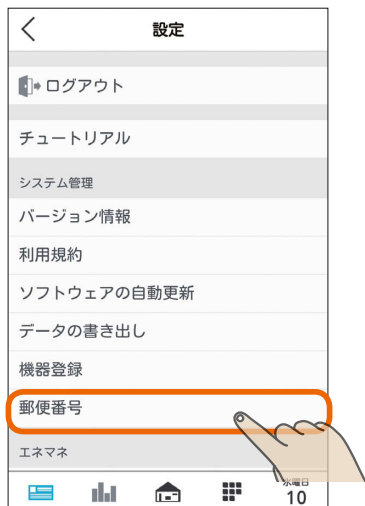 設定
ログアウト
チュートリアル
システム管理
バージョン情報
利用規約
ソフトウェアの自動更新
データの書き出し
機器登録
郵便番号
エネマネ
水曜日
10